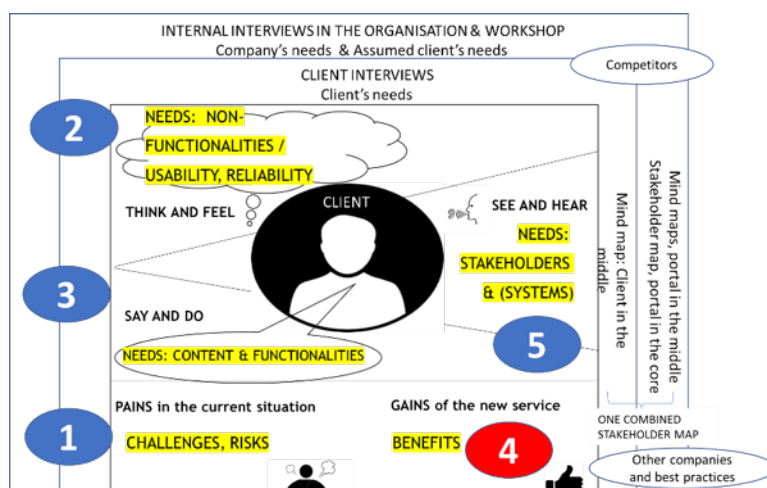 INTERNAL INTERVIEWS IN THE ORGANISATION & WORKSHOP
Company's needs & Assumed client's needs
Competitors
CLIENT INTERVIEWS
Client's needs
2
NEEDS: NON-
FUNCTIONALITIES /
USABILITY, RELIABILITY
THINK AND FEEL
CLIENT
SEE AND HEAR
NEEDS:
STAKEHOLDERS
& (SYSTEMS)
3
SAY AND DO
NEEDS: CONTENT & FUNCTIONALITIES
5
Mind map: Client in the
middle
Mind maps, portal in the middle
Stakeholder map, portal in the core
PAINS in the current situation
GAINS of the new service
1
CHALLENGES, RISKS
BENEFITS
4
ONE COMBINED
STAKEHOLDER MAP
Other companies
and best practices